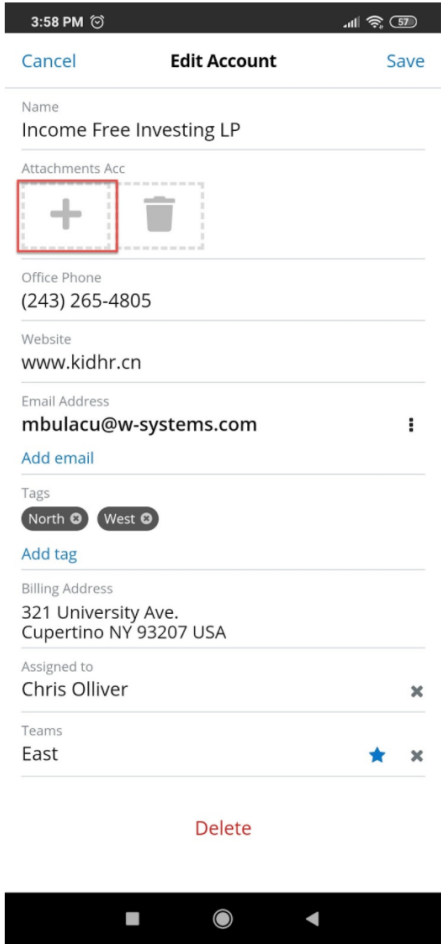 3:58 PM
57
Cancel Edit Account Save
Name
Income Free Investing LP
Attachments Acc
Office Phone
(243) 265-4805
Website
www.kidhr.cn
Email Address
mbulacu@w-systems.com
Add email
Tags
North West
Add tag
Billing Address
321 University Ave.
Cupertino NY 93207 USA
Assigned to
Chris Olliver
Teams
East
Delete